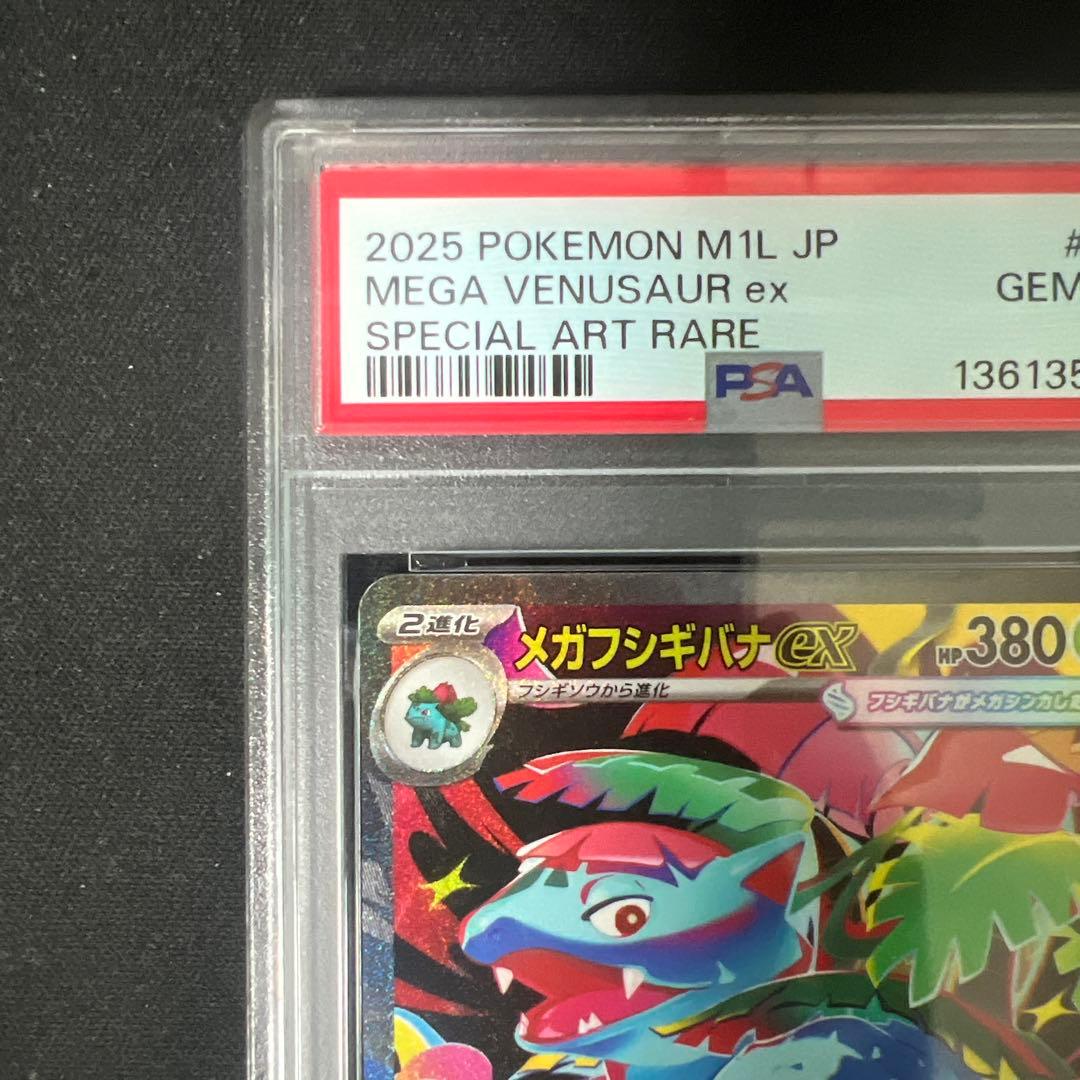 2025 POKEMON M1L JP #
MEGA VENUSAUR ex GEM
SPECIAL ART RARE
PSA 136135
2進化 メガフシギバナex HP380
フシギソウから進化
フシギバナがメガシンカした